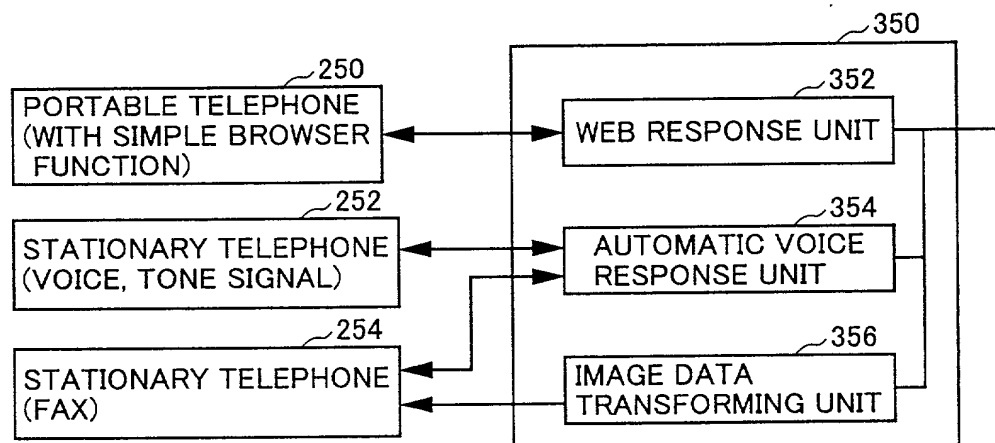 350
250
PORTABLE TELEPHONE
(WITH SIMPLE BROWSER
FUNCTION)
352
WEB RESPONSE UNIT
252
STATIONARY TELEPHONE
(VOICE, TONE SIGNAL)
354
AUTOMATIC VOICE
RESPONSE UNIT
254
STATIONARY TELEPHONE
(FAX)
356
IMAGE DATA
TRANSFORMING UNIT